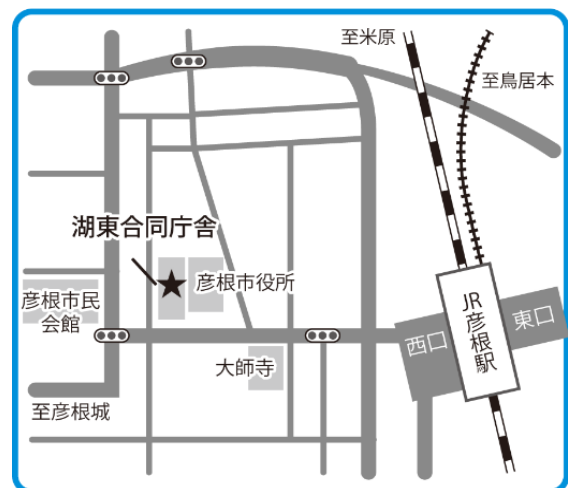 至米原
至鳥居本
湖東合同庁舎
彦根市役所
彦根市民
会館
JR彦根駅
西口
東口
大師寺
至彦根城